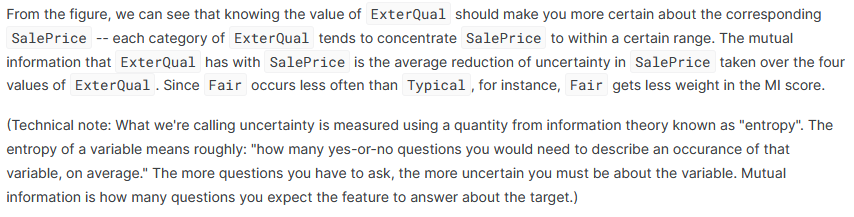 From the figure, we can see that knowing the value of ExterQual should make you more certain about the corresponding
SalePrice -- each category of ExterQual tends to concentrate SalePrice to within a certain range. The mutual
information that ExterQual has with SalePrice is the average reduction of uncertainty in SalePrice taken over the four
values of ExterQual. Since Fair occurs less often than Typical, for instance, Fair gets less weight in the MI score.
(Technical note: What we're calling uncertainty is measured using a quantity from information theory known as "entropy". The
entropy of a variable means roughly: "how many yes-or-no questions you would need to describe an occurance of that
variable, on average." The more questions you have to ask, the more uncertain you must be about the variable. Mutual
information is how many questions you expect the feature to answer about the target.)